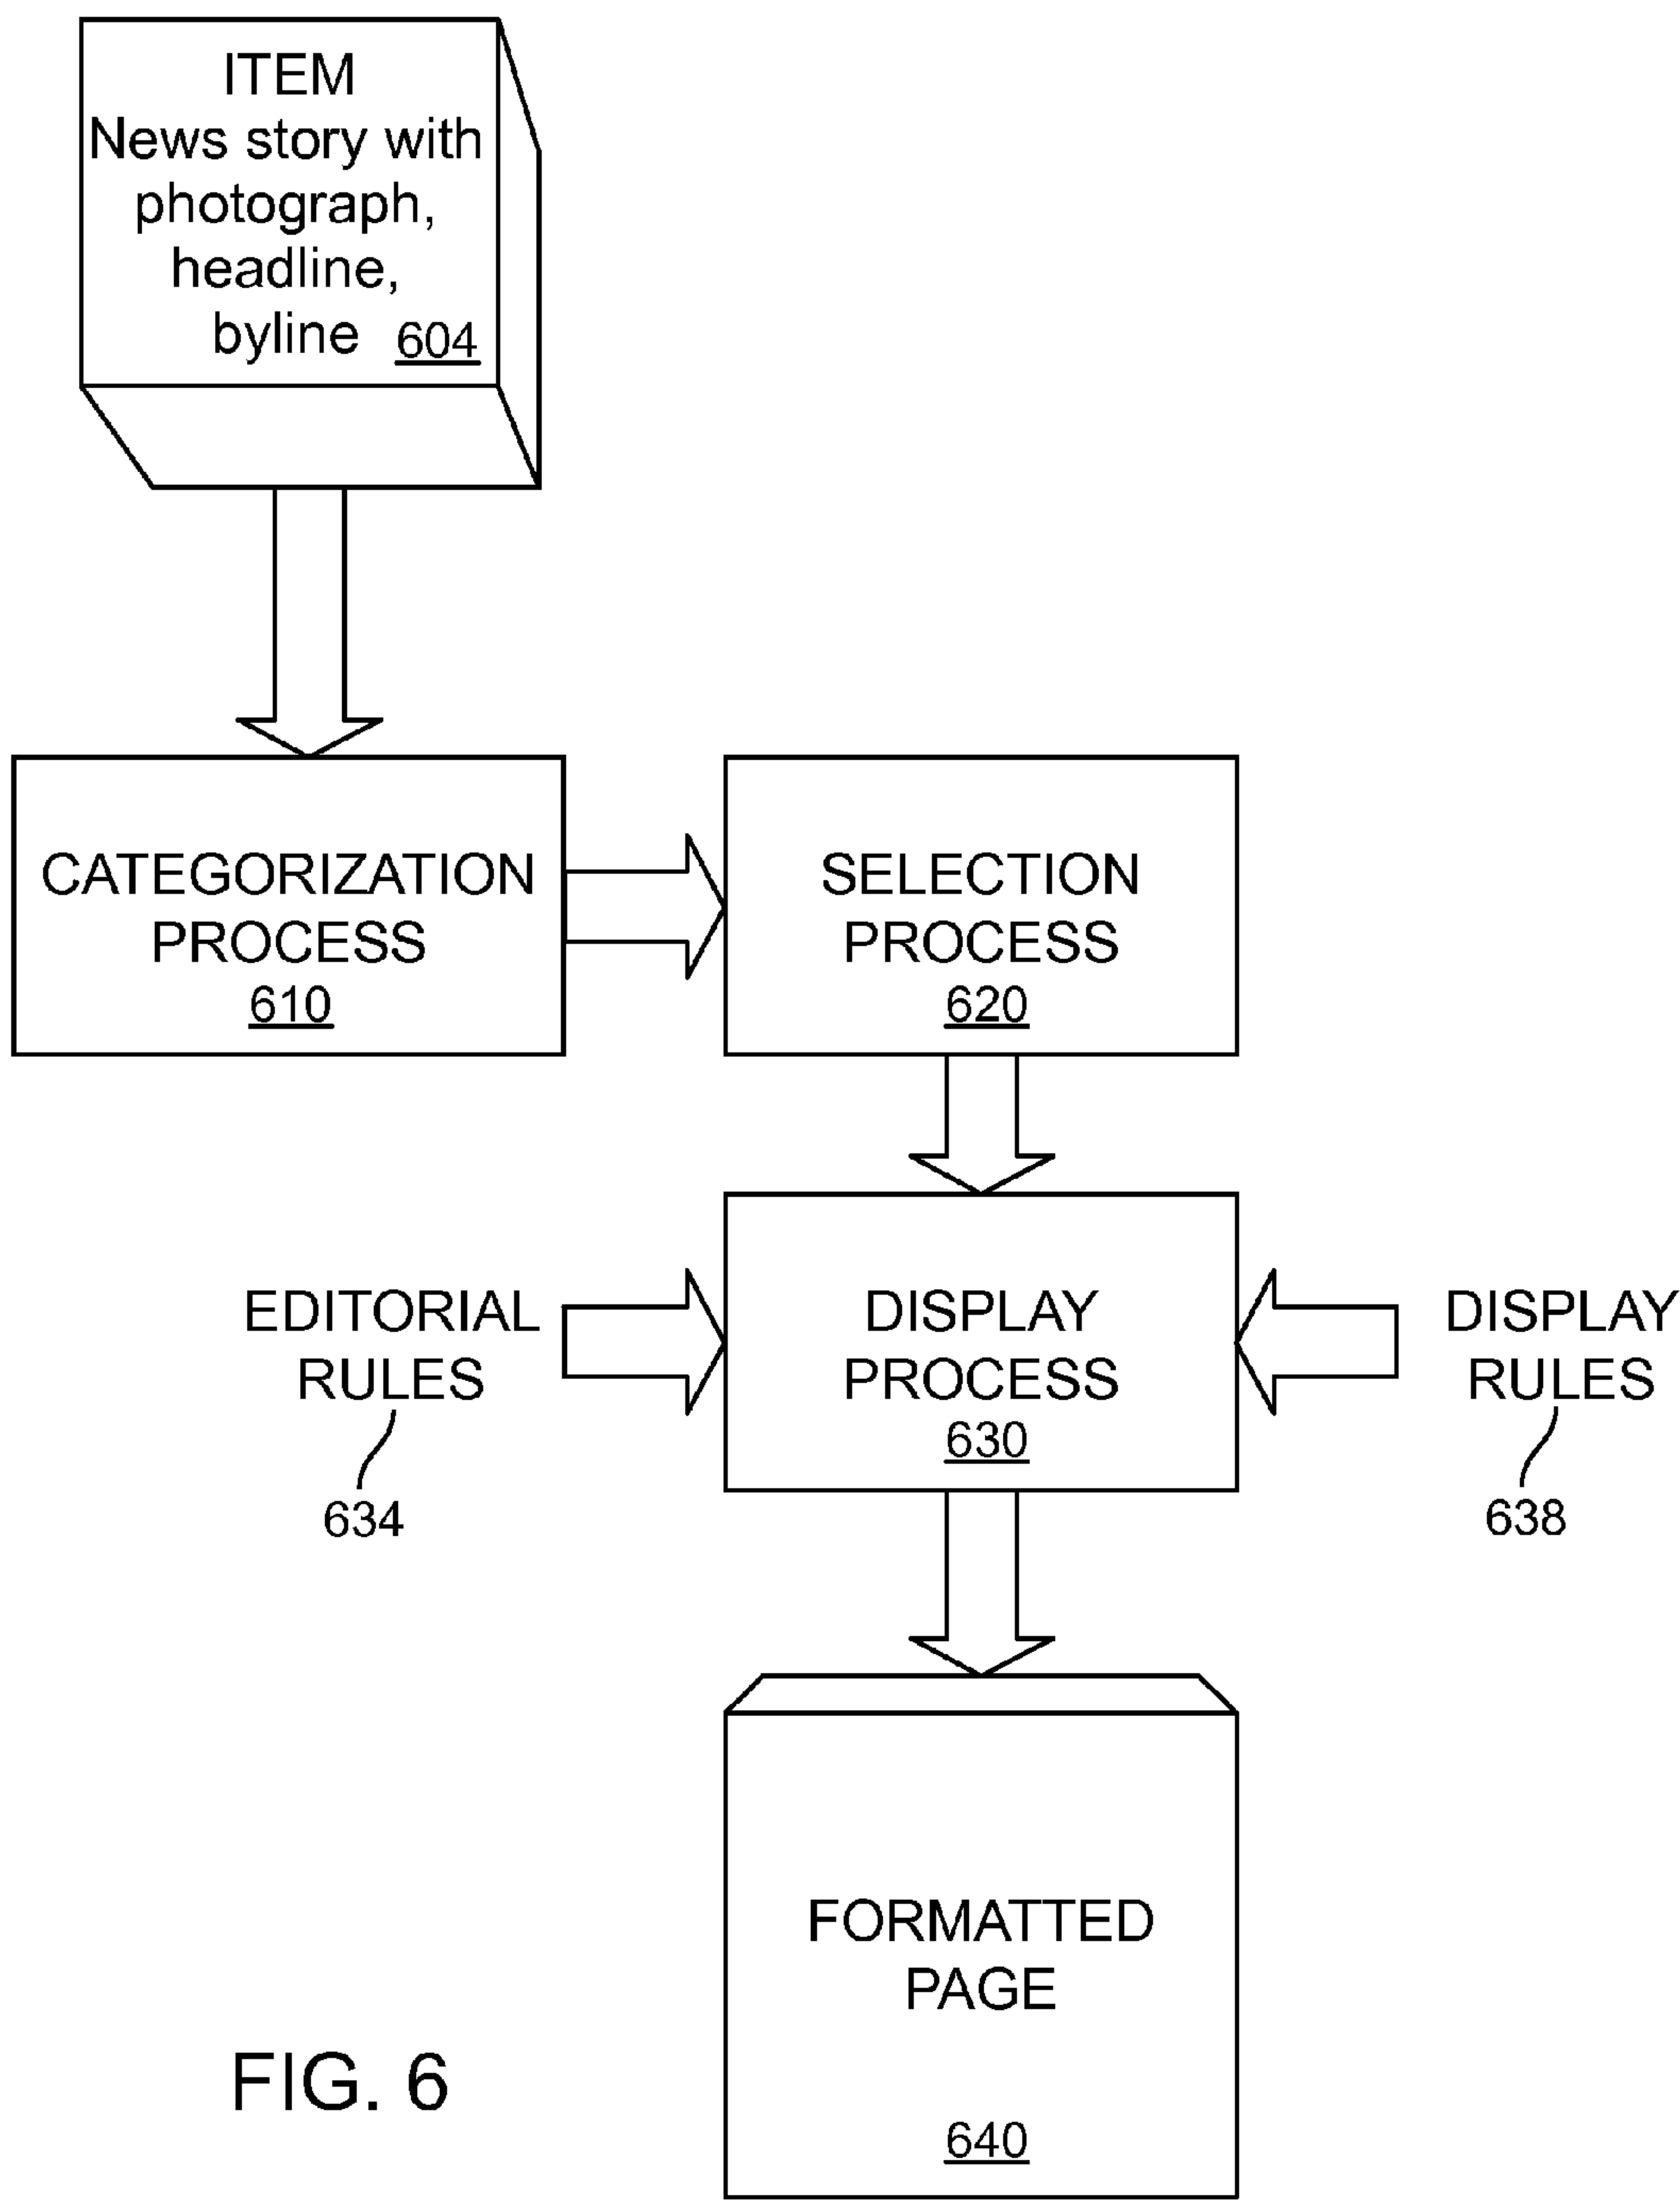 ITEM
News story with
photograph,
headline,
byline 604
CATEGORIZATION
PROCESS
610
SELECTION
PROCESS
620
EDITORIAL
RULES
634
DISPLAY
PROCESS
630
DISPLAY
RULES
638
FORMATTED
PAGE
640
FIG. 6